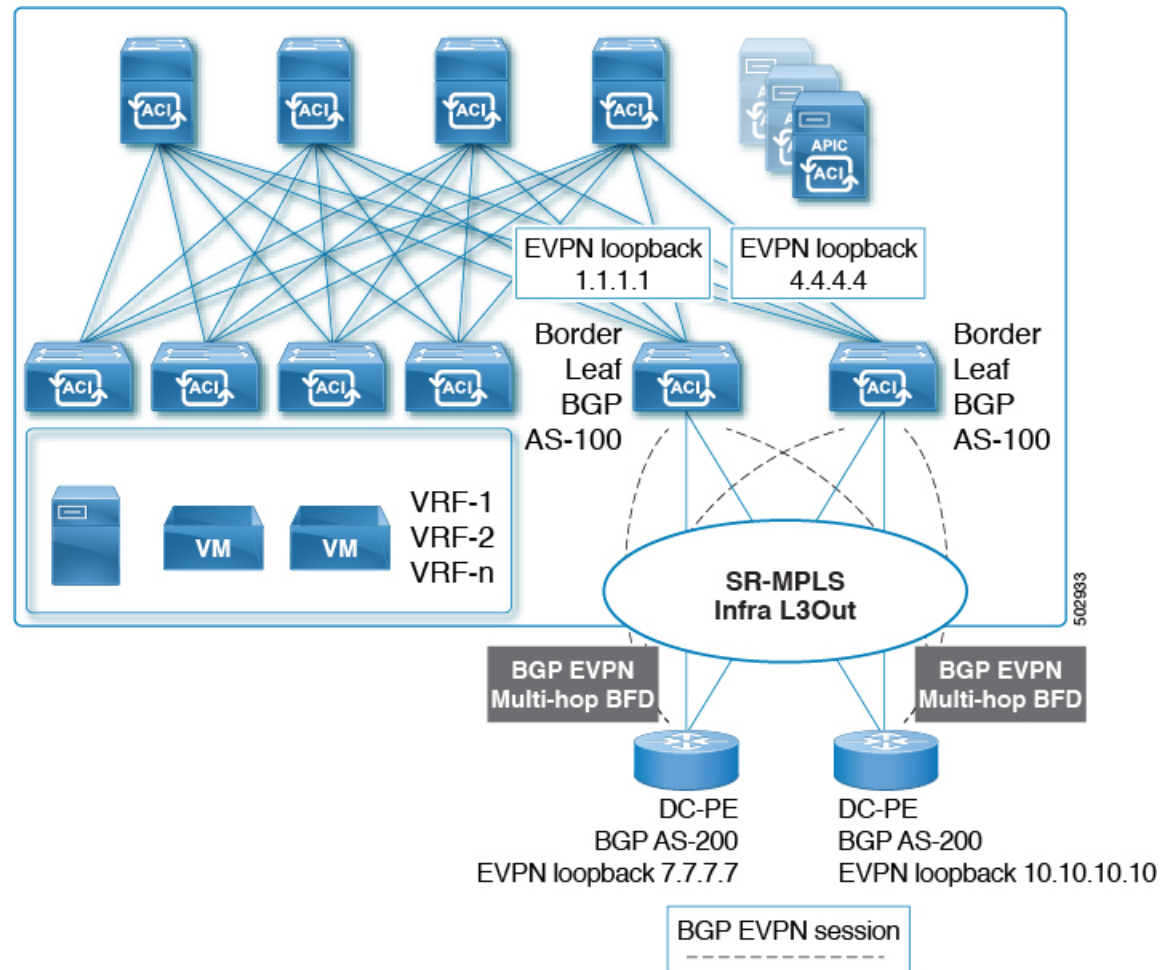 ACI
ACI
ACI
ACI
APIC
ACI
EVPN loopback
1.1.1.1
EVPN loopback
4.4.4.4
Border
Leaf
BGP
AS-100
Border
Leaf
BGP
AS-100
ACI
ACI
ACI
ACI
ACI
ACI
VM
VM
VRF-1
VRF-2
VRF-n
SR-MPLS
Infra L3Out
502933
BGP EVPN
Multi-hop BFD
BGP EVPN
Multi-hop BFD
DC-PE
BGP AS-200
EVPN loopback 7.7.7.7
DC-PE
BGP AS-200
EVPN loopback 10.10.10.10
BGP EVPN session